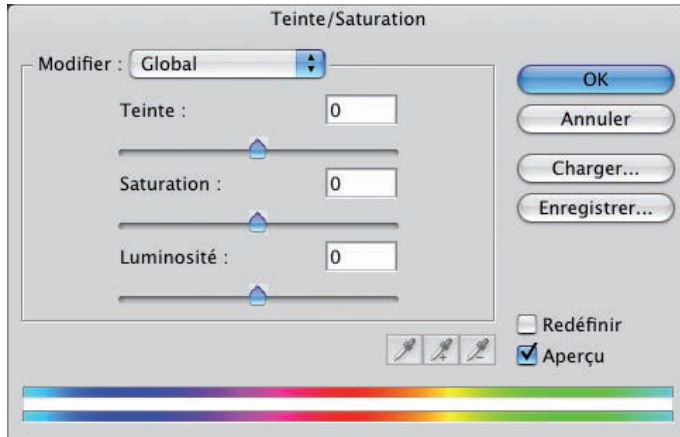 Teinte/Saturation
Modifier : Global
Teinte : 0
Saturation : 0
Luminosité : 0
OK
Annuler
Charger...
Enregistrer...
Redéfinir
Aperçu